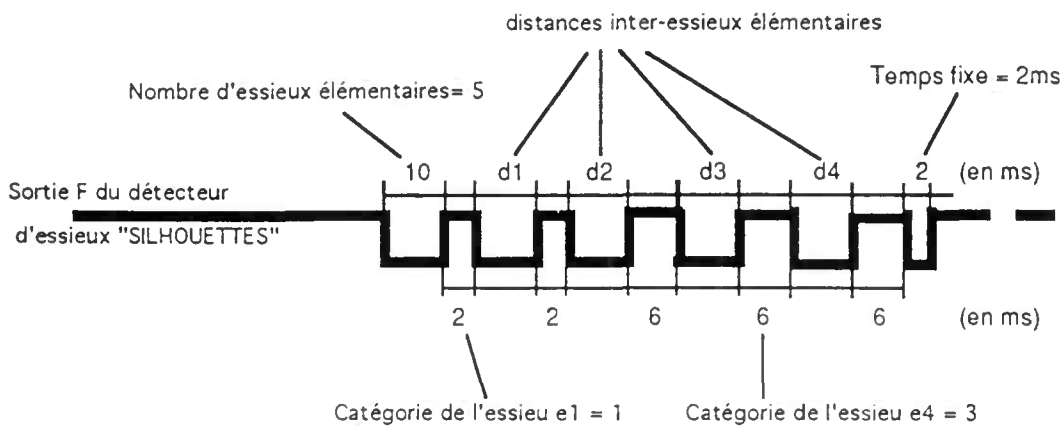 distances inter-essieux élémentaires
Temps fixe = 2ms
Nombre d'essieux élémentaires= 5
10 d1 d2 d3 d4 2 (en ms)
Sortie F du détecteur
d'essieux "SILHOUETTES"
2 2 6 6 6 (en ms)
Catégorie de l'essieu e1 = 1 Catégorie de l'essieu e4 = 3